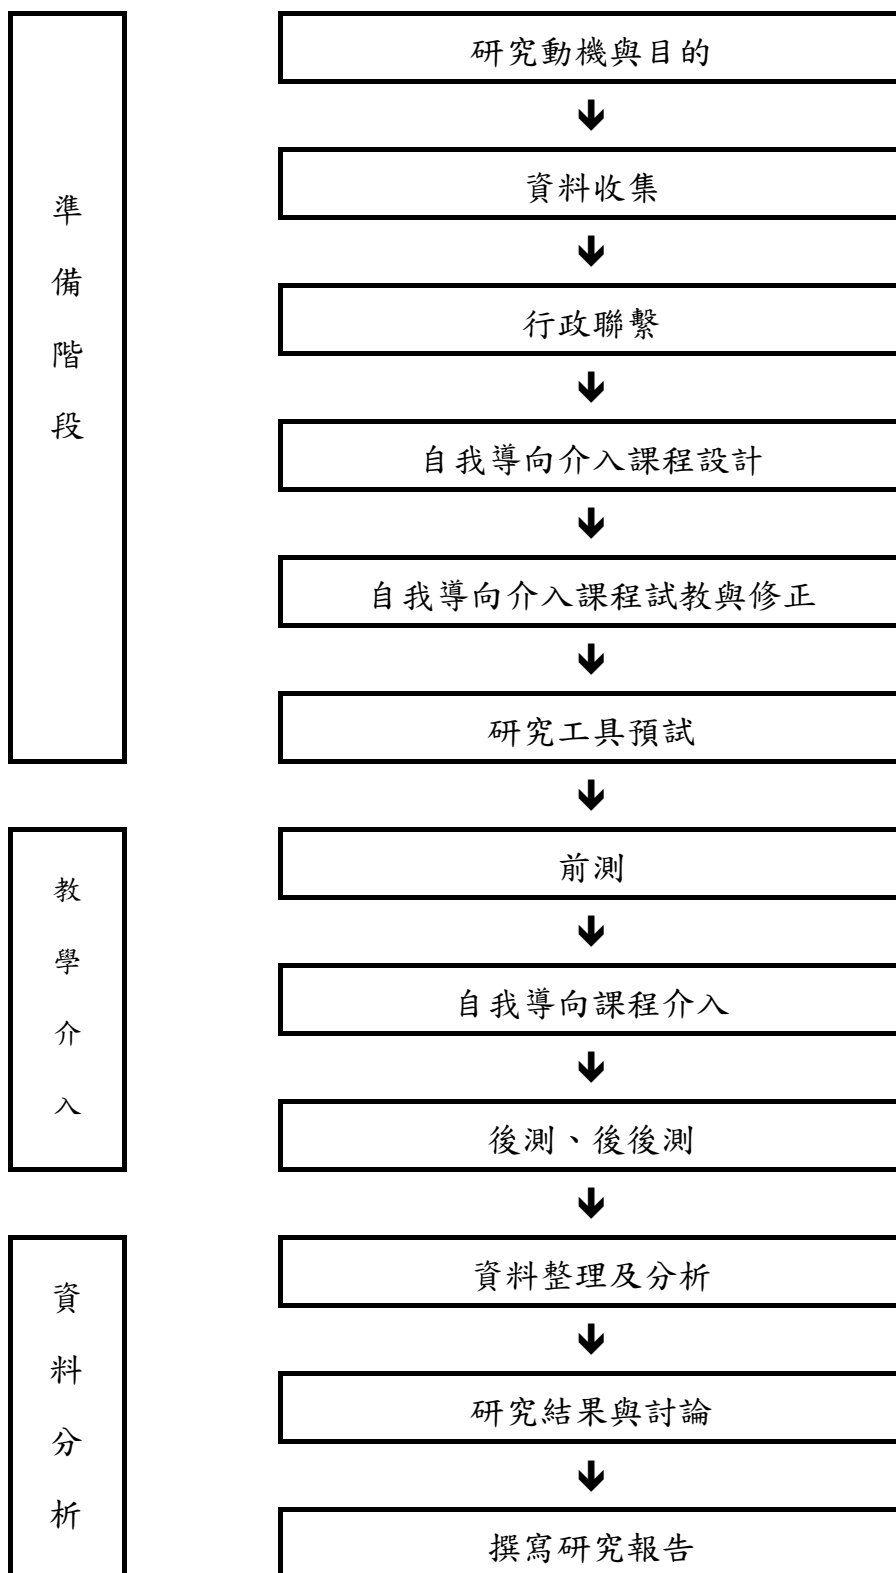 準備階段
研究動機與目的
資料收集
行政聯繫
自我導向介入課程設計
自我導向介入課程試教與修正
研究工具預試
教學介入
前測
自我導向課程介入
後測、後後測
資料分析
資料整理及分析
研究結果與討論
撰寫研究報告